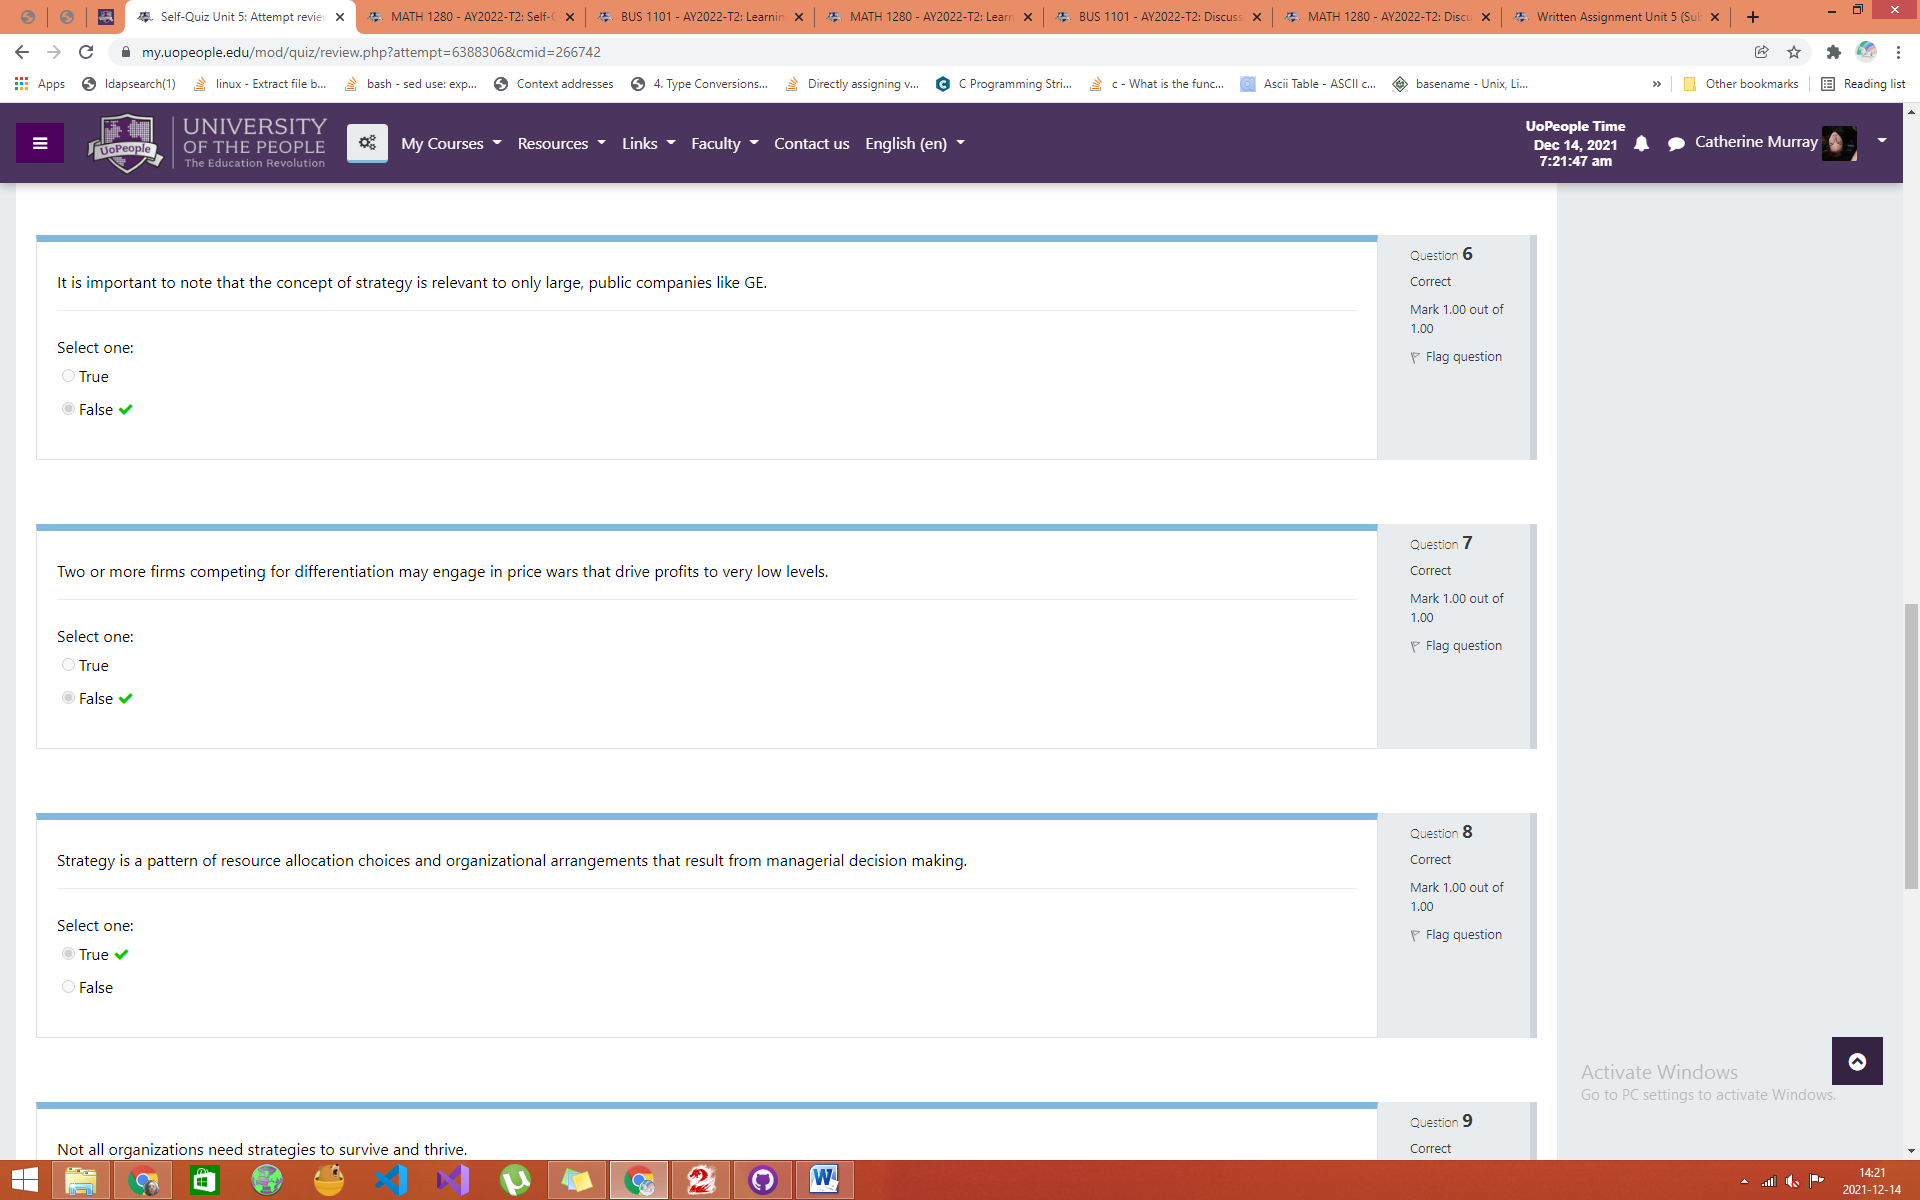 Self-Quiz Unit 5: Attempt review
MATH 1280 - AY2022-T2: Self-Q
BUS 1101 - AY2022-T2: Learnin
MATH 1280 - AY2022-T2: Learn
BUS 1101 - AY2022-T2: Discuss
MATH 1280 - AY2022-T2: Discu
Written Assignment Unit 5 (Sub
my.uopeople.edu/mod/quiz/review.php?attempt=6388306&cmid=266742
Apps
ldapsearch(1)
linux - Extract file b...
bash - sed use: exp...
Context addresses
4. Type Conversions...
Directly assigning v...
C Programming Stri...
c - What is the func...
Ascii Table - ASCII c...
basename - Unix, Li...
»
Other bookmarks
Reading list
UoPeople
UNIVERSITY
OF THE PEOPLE
The Education Revolution
My Courses
Resources
Links
Faculty
Contact us
English (en)
UoPeople Time
Dec 14, 2021
7:21:47 am
Catherine Murray
It is important to note that the concept of strategy is relevant to only large, public companies like GE.
Select one:
True
False
Question 6
Correct
Mark 1.00 out of
1.00
Flag question
Two or more firms competing for differentiation may engage in price wars that drive profits to very low levels.
Select one:
True
False
Question 7
Correct
Mark 1.00 out of
1.00
Flag question
Strategy is a pattern of resource allocation choices and organizational arrangements that result from managerial decision making.
Select one:
True
False
Question 8
Correct
Mark 1.00 out of
1.00
Flag question
Activate Windows
Go to PC settings to activate Windows.
Not all organizations need strategies to survive and thrive.
Question 9
Correct
14:21
2021-12-14